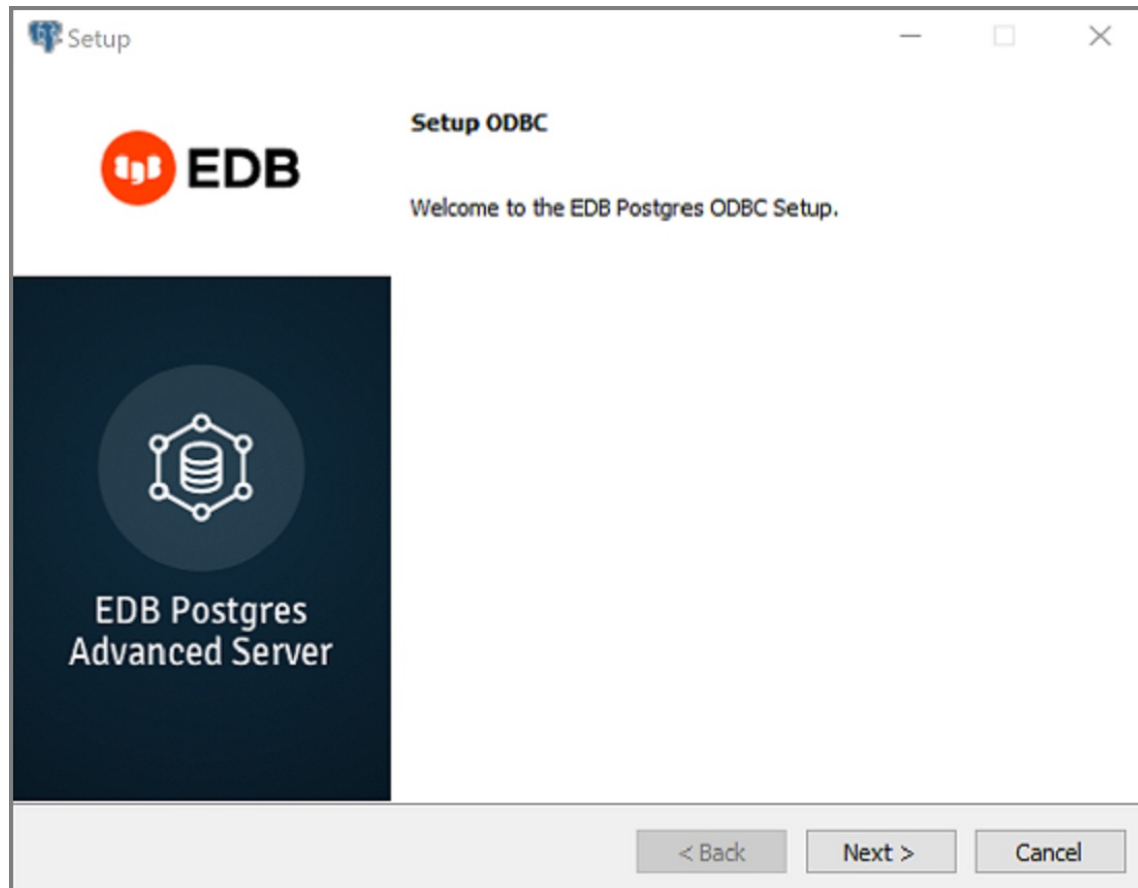 Setup
EDB
Setup ODBC
Welcome to the EDB Postgres ODBC Setup.
EDB Postgres
Advanced Server
< Back
Next >
Cancel